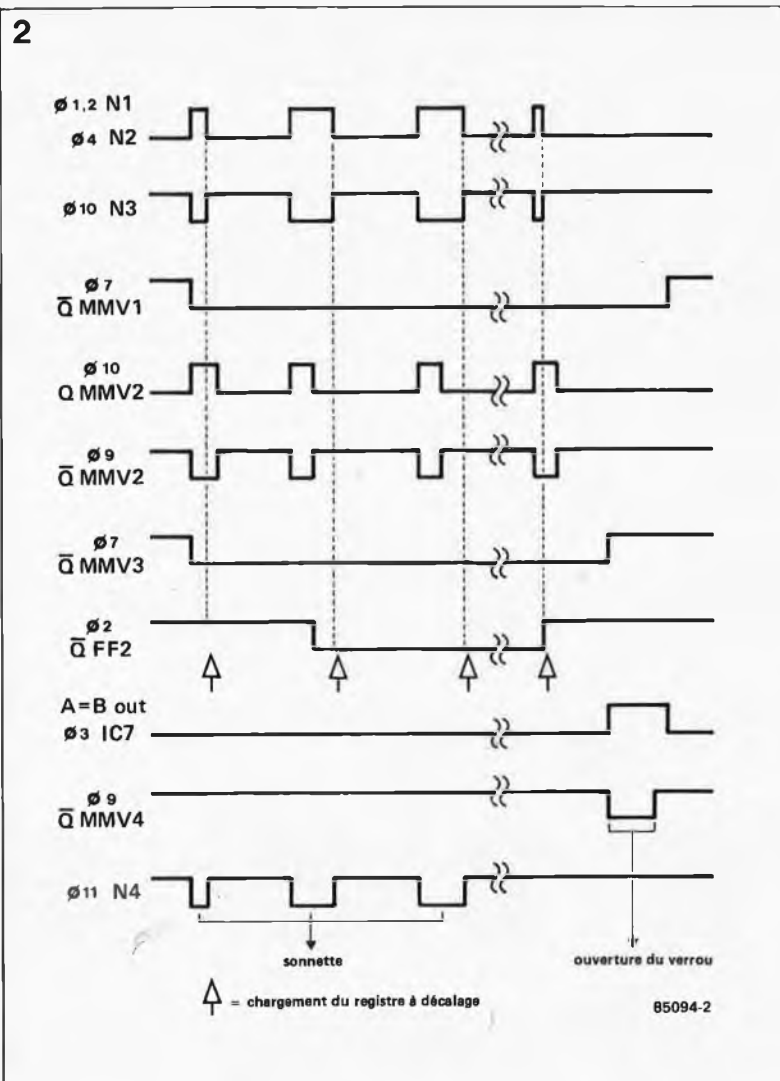 2
ø1,2 N1
ø4 N2
ø10 N3
ø7
Q̅ MMV1
ø10
Q MMV2
ø9
Q̅ MMV2
ø7
Q̅ MMV3
ø2
Q̅ FF2
A=B out
ø3 IC7
ø9
Q̅ MMV4
ø11 N4
sonnette
ouverture du verrou
= chargement du registre à décalage
85094-2